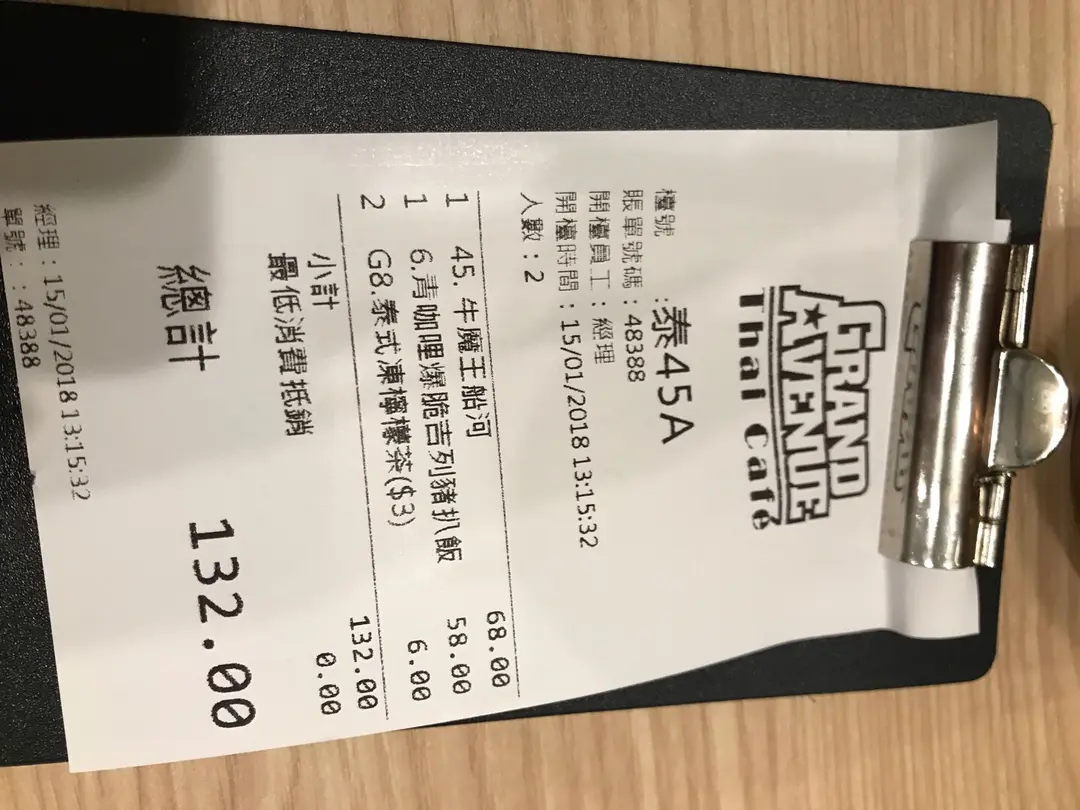 GRAND
AVENUE
Thai Café
檯號 :泰45A
賬單號碼 : 48388
開檯員工 : 經理
開檯時間 : 15/01/2018 13:15:32
人數 : 2
1 45. 牛魔王船河 68.00
1 6.青咖哩爆脆吉列豬扒飯 58.00
2 G8.泰式凍檸檬茶($3) 6.00
小計 132.00
最低消費抵銷 0.00
總計 132.00
經理 : 15/01/2018 13:15:32
單號 : : 48388